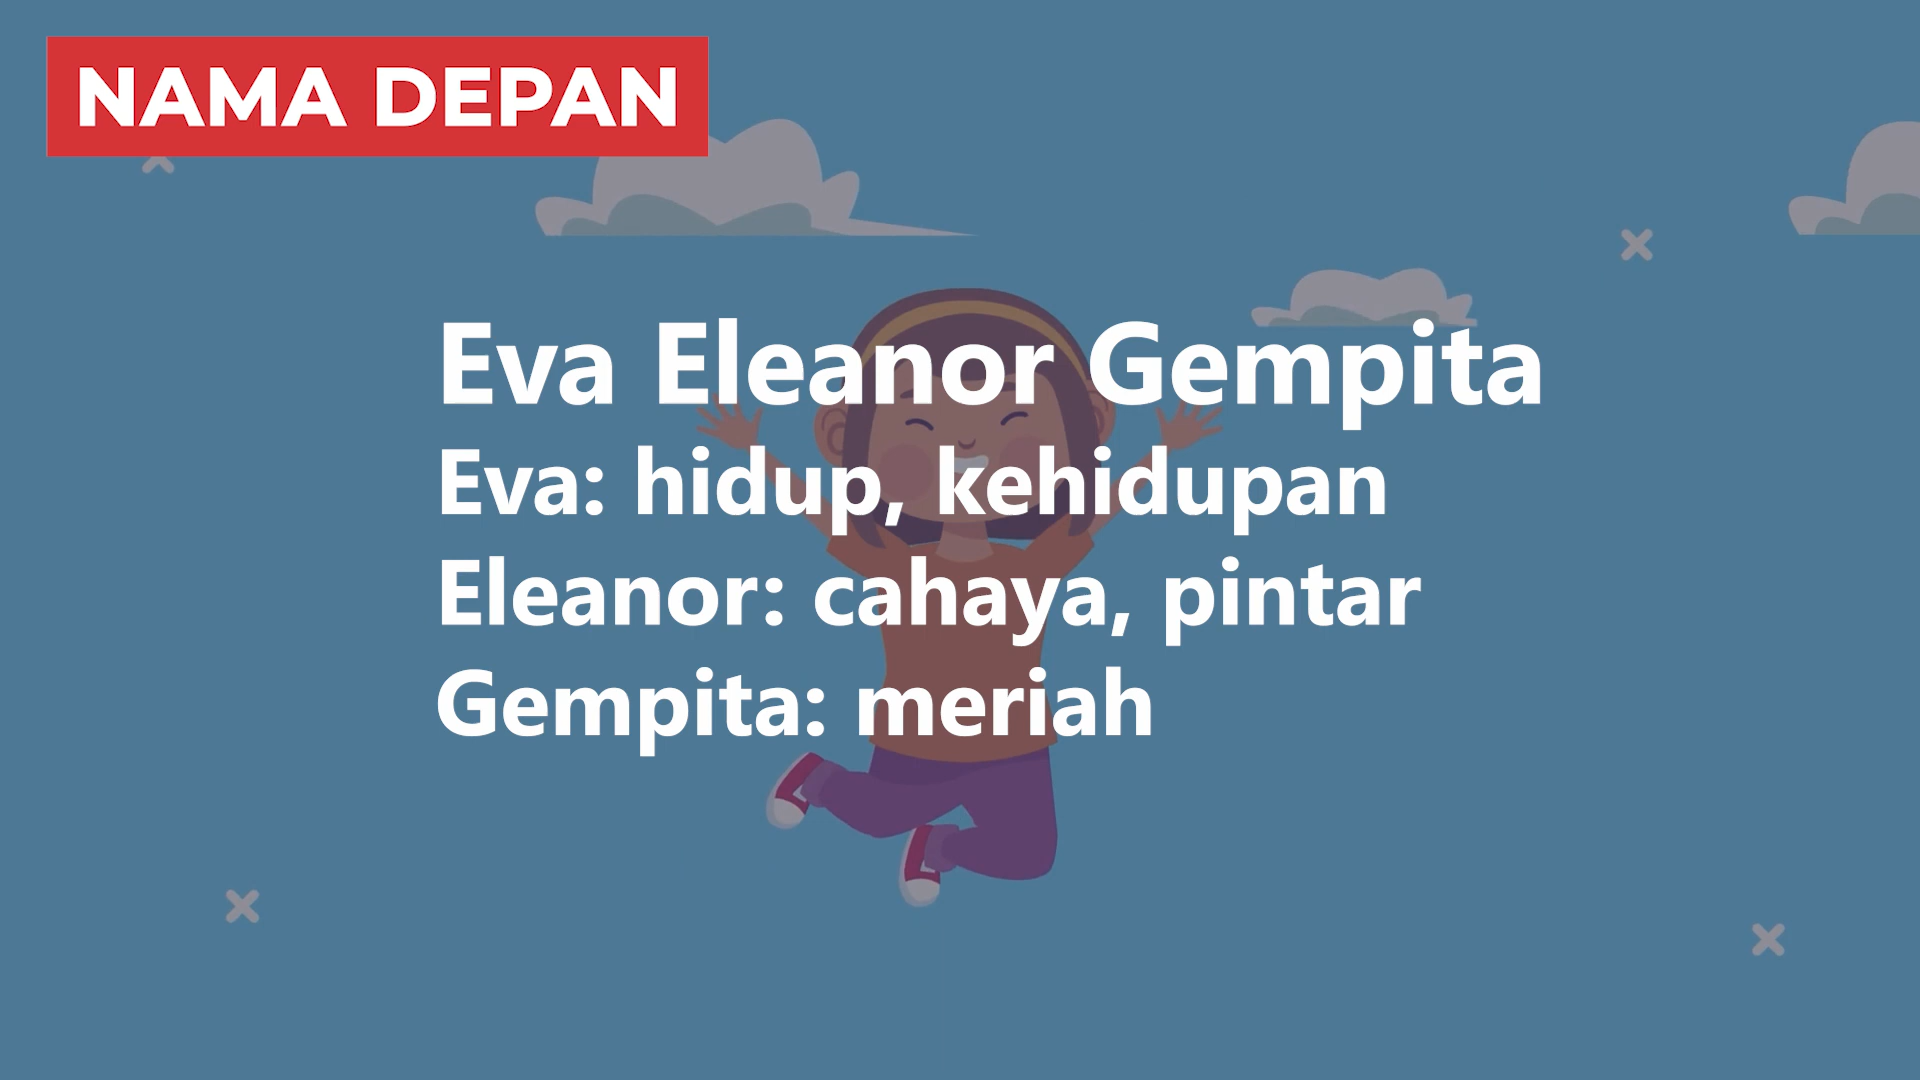 NAMA DEPAN
Eva Eleanor Gempita
Eva: hidup, kehidupan
Eleanor: cahaya, pintar
Gempita: meriah